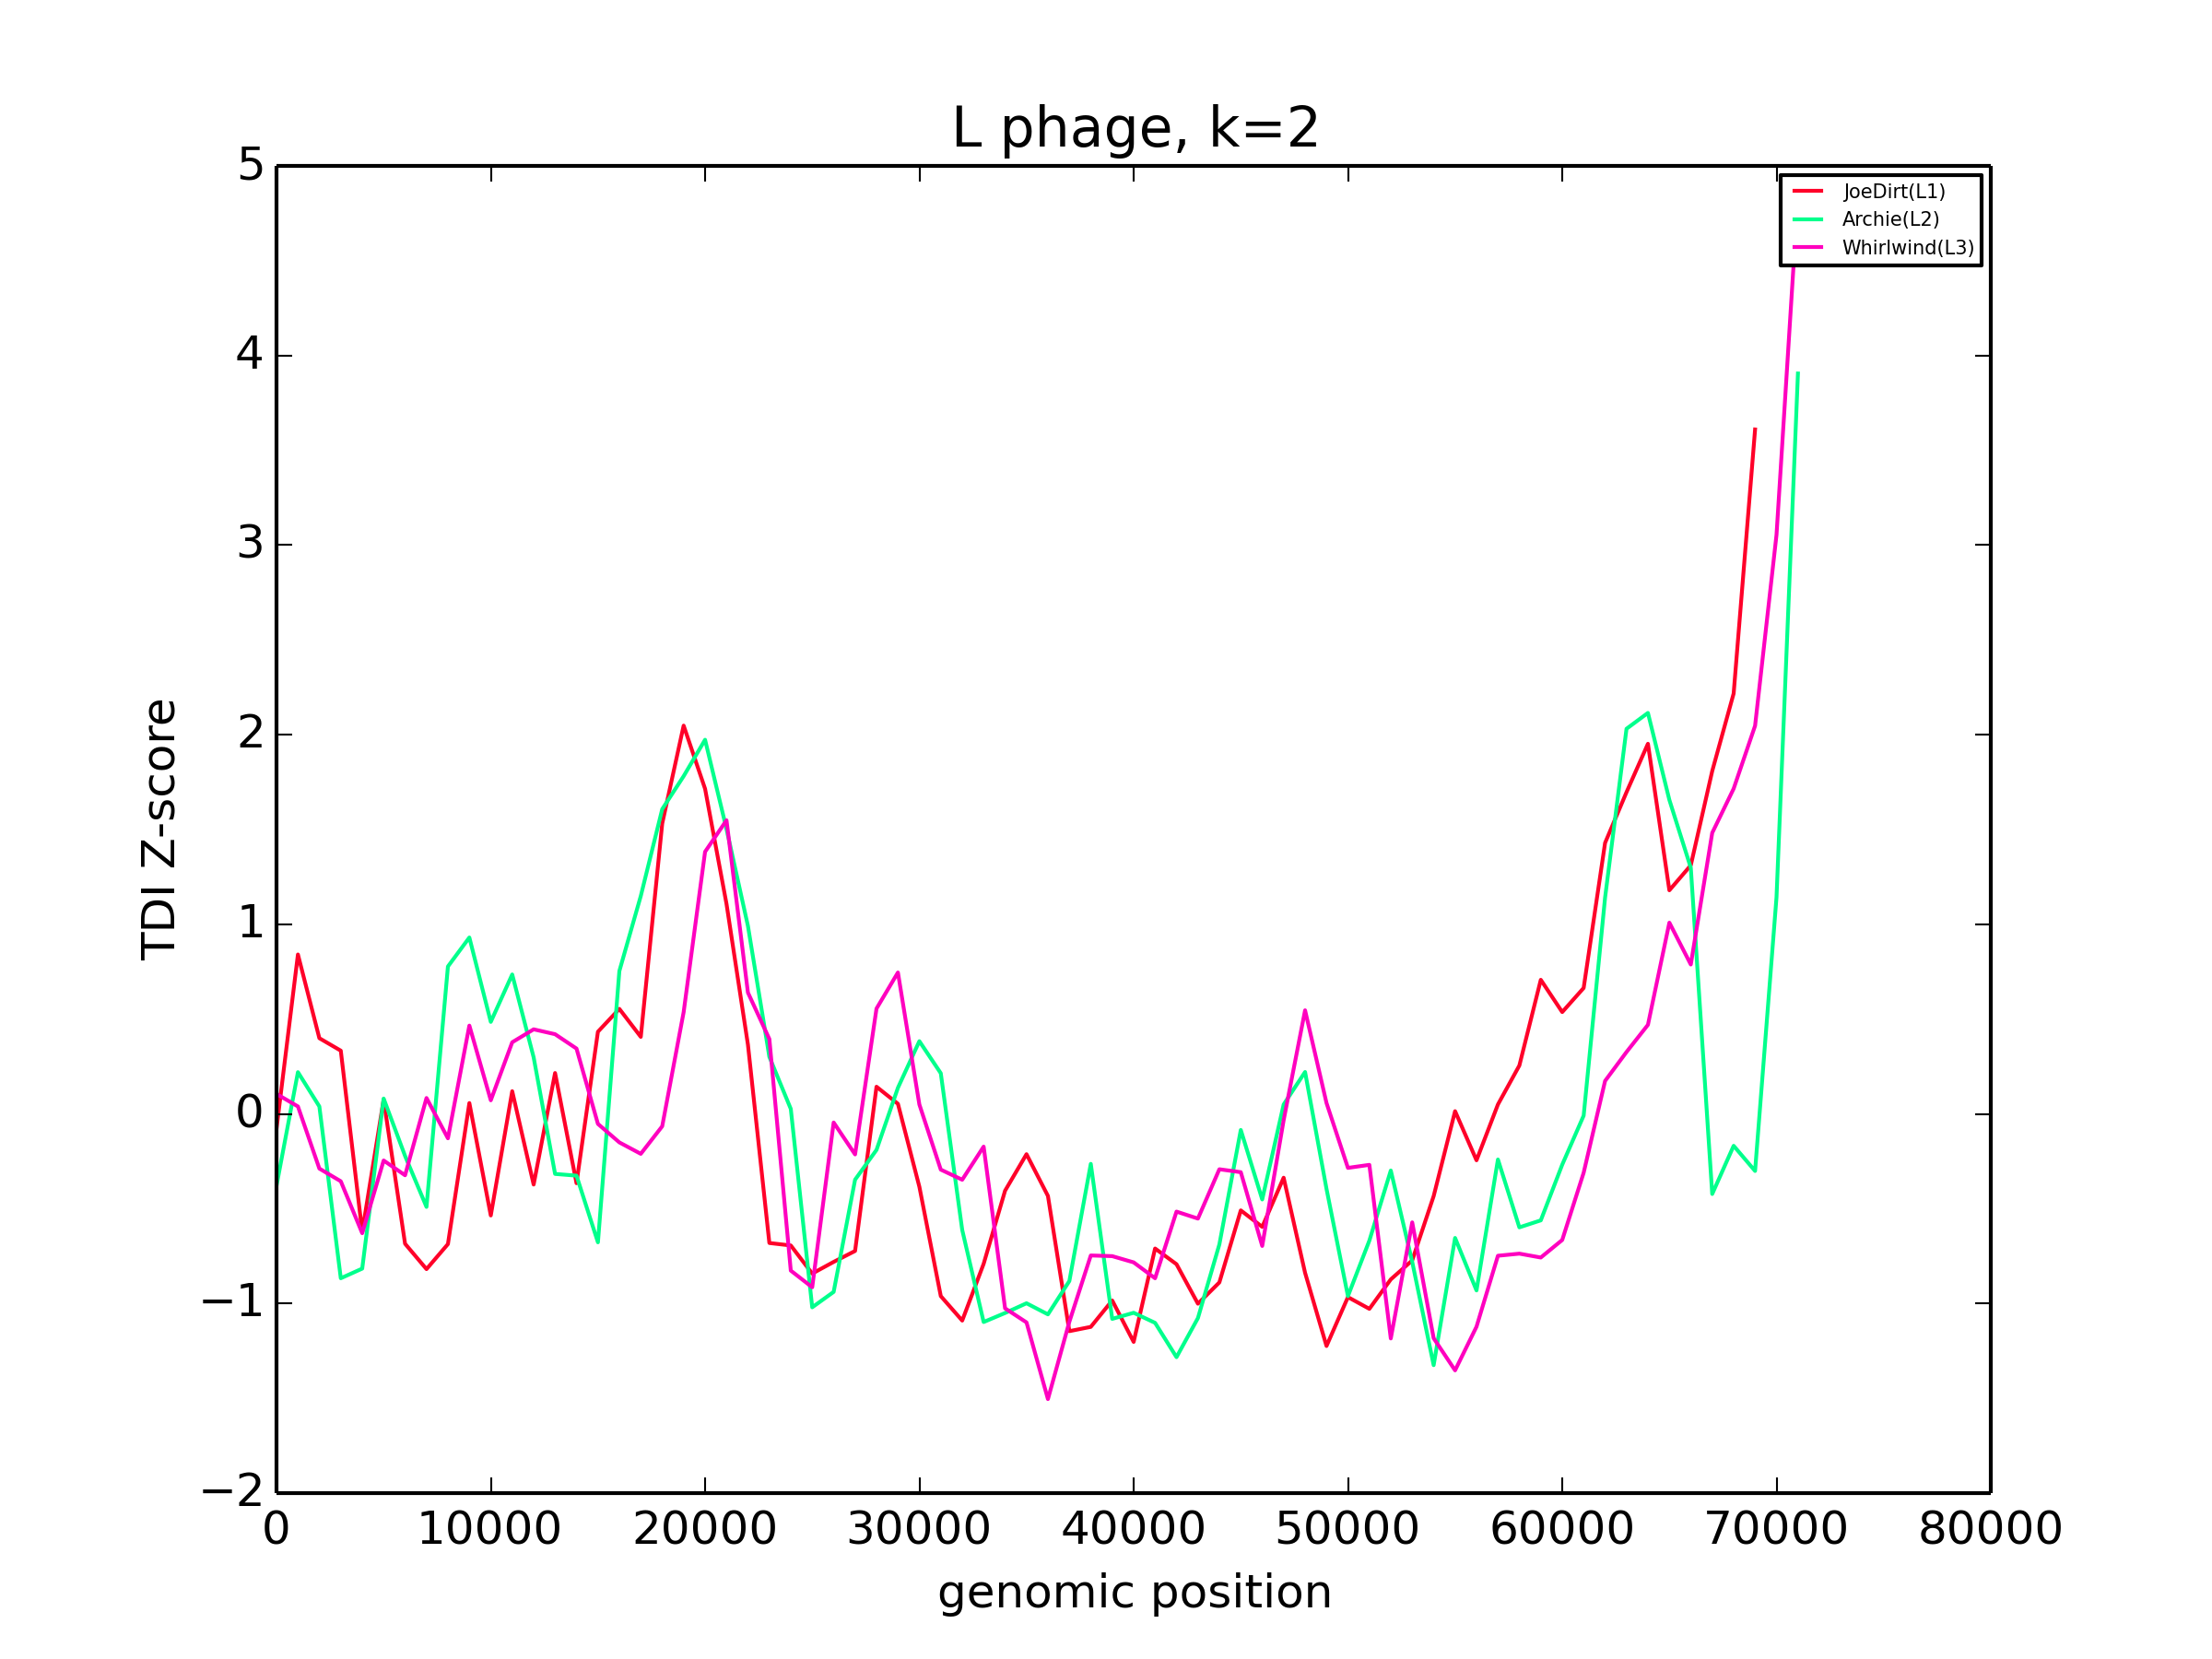 L phage, k=2
5
4
3
2
1
0
−1
−2
TDI Z-score
JoeDirt(L1)
Archie(L2)
Whirlwind(L3)
0 10000 20000 30000 40000 50000 60000 70000 80000
genomic position